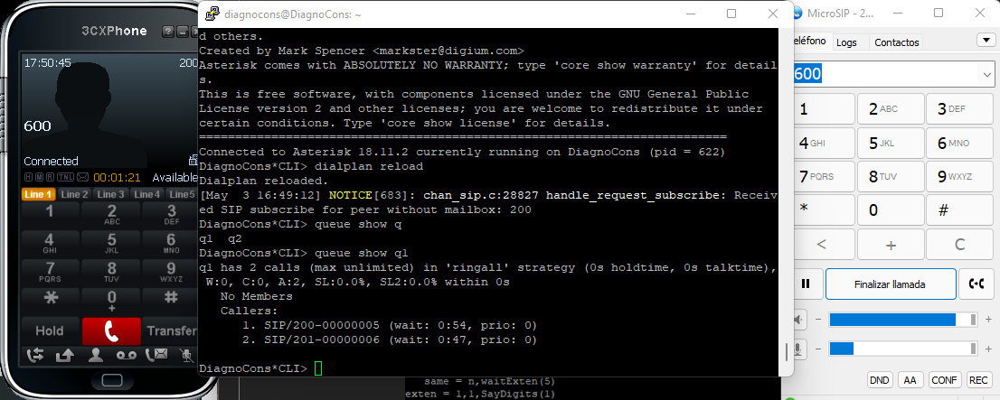 3CXPhone
17:50:45
200
600
Connected
H M R TNL
00:01:21
Available
Line 1 Line 2 Line 3 Line 4 Line5
1 2 3
ABC DEF
4 5 6
GHI JKL MNO
7 8 9
PQRS TUV WXYZ
* 0 #
+
Hold
Transfer
diagnocons@DiagnoCons: ~
d others.
Created by Mark Spencer <markster@digium.com>
Asterisk comes with ABSOLUTELY NO WARRANTY; type 'core show warranty' for detail
s.
This is free software, with components licensed under the GNU General Public
License version 2 and other licenses; you are welcome to redistribute it under
certain conditions. Type 'core show license' for details.
=========================================================================
Connected to Asterisk 18.11.2 currently running on DiagnoCons (pid = 622)
DiagnoCons*CLI> dialplan reload
Dialplan reloaded.
[May  3 16:49:12] NOTICE[683]: chan_sip.c:28827 handle_request_subscribe: Receiv
ed SIP subscribe for peer without mailbox: 200
DiagnoCons*CLI> queue show q
q1  q2
DiagnoCons*CLI> queue show q1
q1 has 2 calls (max unlimited) in 'ringall' strategy (0s holdtime, 0s talktime),
W:0, C:0, A:2, SL:0.0%, SL2:0.0% within 0s
No Members
Callers:
1. SIP/200-00000005 (wait: 0:54, prio: 0)
2. SIP/201-00000006 (wait: 0:47, prio: 0)
DiagnoCons*CLI>
same = n,waitExten(5)
exten = 1,1,SayDigits(1)
MicroSIP - 2...
eléfono Logs Contactos
600
1 2 ABC 3 DEF
4 GHI 5 JKL 6 MNO
7 PQRS 8 TUV 9 WXYZ
* 0 #
< + C
Finalizar llamada
− +
− +
DND AA CONF REC